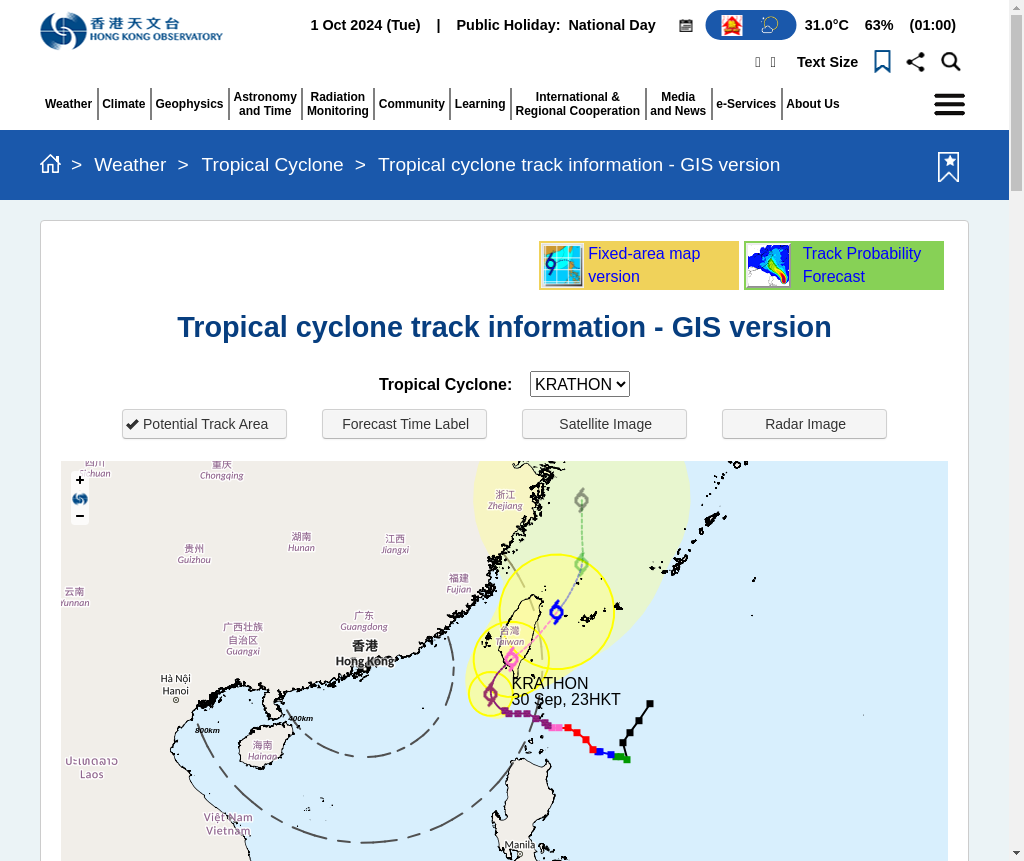 香港天文台
HONG KONG OBSERVATORY
1 Oct 2024 (Tue) | Public Holiday: National Day 31.0°C 63% (01:00)
Text Size
Weather Climate Geophysics Astronomy and Time Radiation Monitoring Community Learning International & Regional Cooperation Media and News e-Services About Us
> Weather > Tropical Cyclone > Tropical cyclone track information - GIS version
Fixed-area map version
Track Probability Forecast
Tropical cyclone track information - GIS version
Tropical Cyclone: KRATHON
Potential Track Area Forecast Time Label Satellite Image Radar Image
+
−
重庆
Chongqing
浙江
Zhejiang
湖南
Hunan
江西
Jiangxi
贵州
Guizhou
福建
Fujian
云南
Yunnan
广东
Guangdong
广西壮族
自治区
Guangxi
台灣
Taiwan
香港
Hong Kong
Hà Nội
Hanoi
KRATHON
30 Sep, 23HKT
400km
800km
海南
Hainan
ປະເທດລາວ
Laos
Việt Nam
Vietnam
Manila